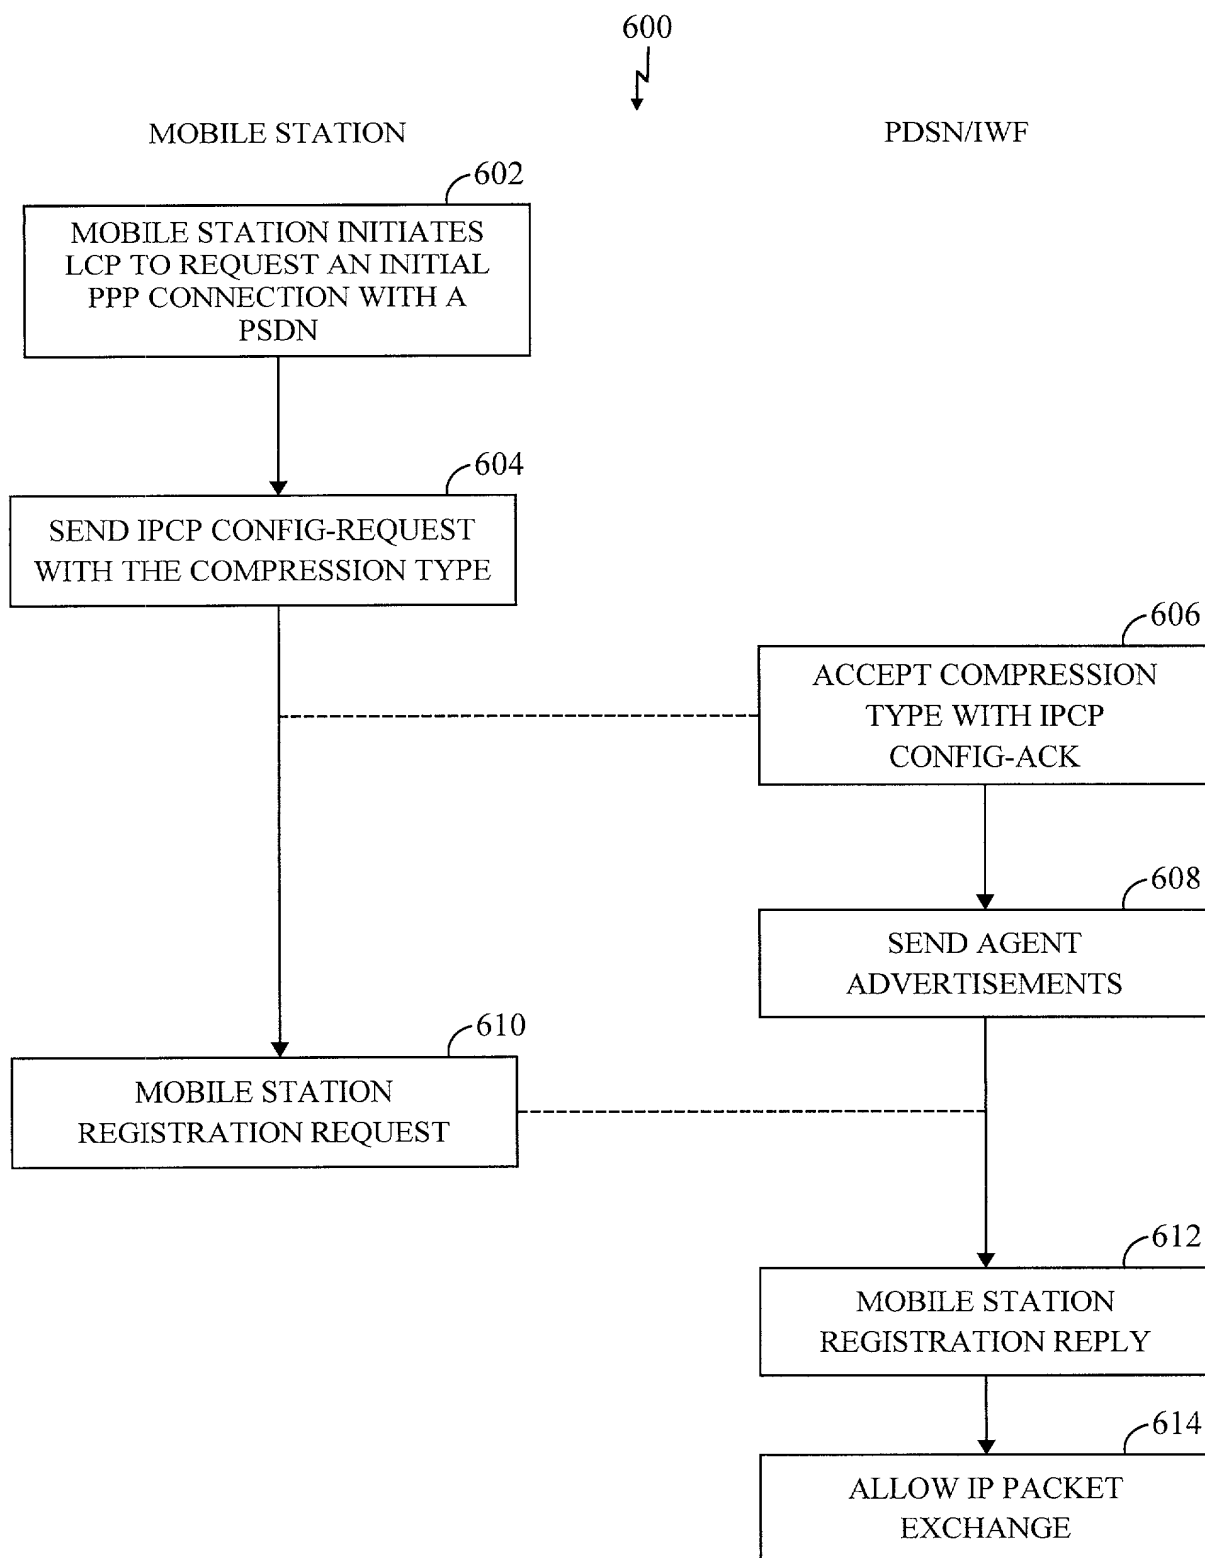 600
MOBILE STATION
PDSN/IWF
602
MOBILE STATION INITIATES
LCP TO REQUEST AN INITIAL
PPP CONNECTION WITH A
PSDN
604
SEND IPCP CONFIG-REQUEST
WITH THE COMPRESSION TYPE
606
ACCEPT COMPRESSION
TYPE WITH IPCP
CONFIG-ACK
608
SEND AGENT
ADVERTISEMENTS
610
MOBILE STATION
REGISTRATION REQUEST
612
MOBILE STATION
REGISTRATION REPLY
614
ALLOW IP PACKET
EXCHANGE